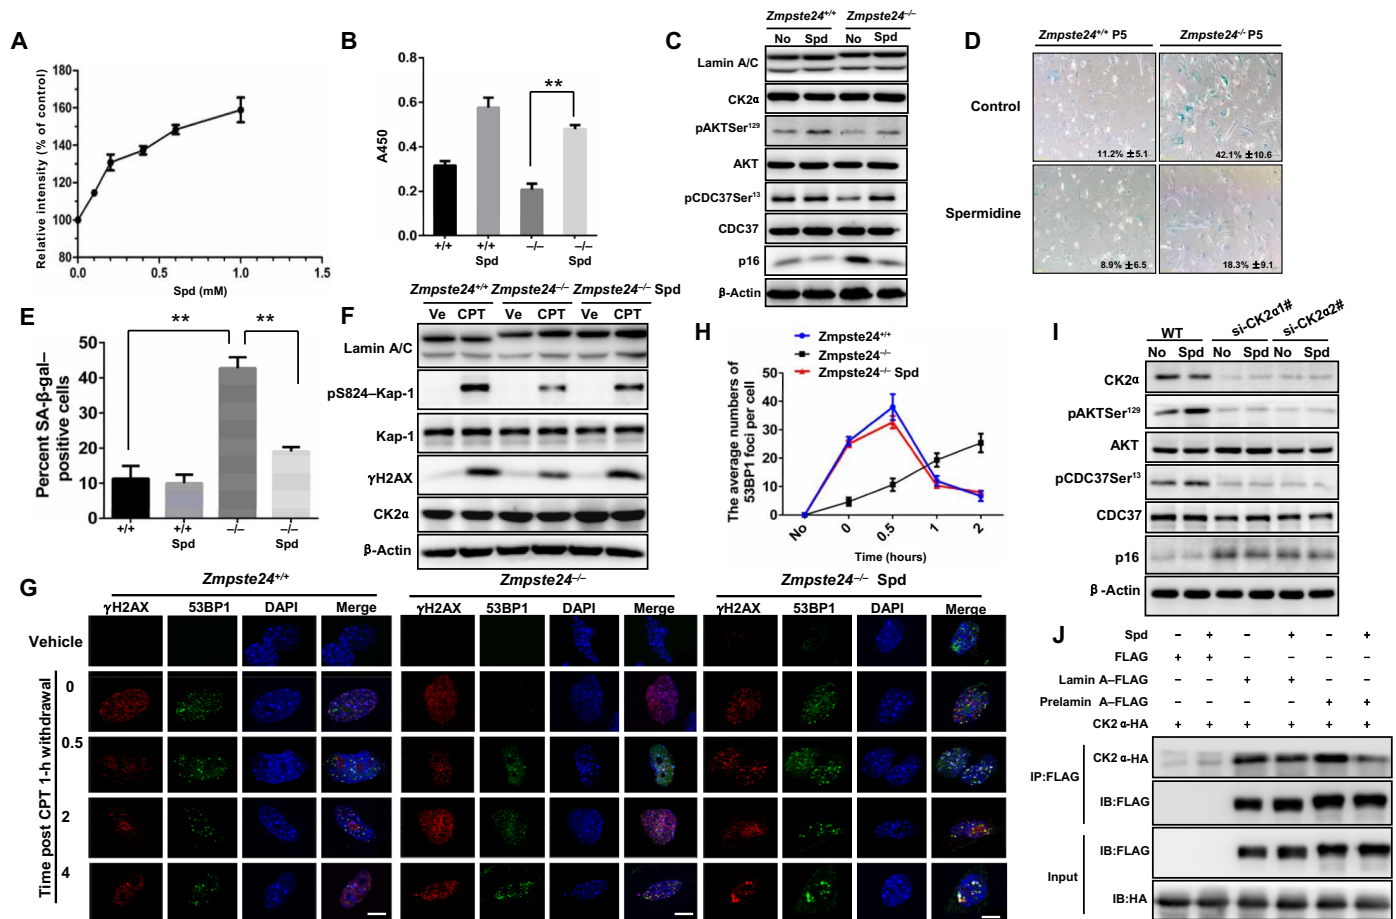 A
Relative intensity (% of control)
180
160
140
120
100
80
0.0
0.5
1.0
1.5
Spd (mM)
B
A450
0.8
0.6
0.4
0.2
0.0
**
+/+
+/+
Spd
–/–
–/–
Spd
C
Zmpste24+/+ Zmpste24–/–
No Spd No Spd
Lamin A/C
CK2α
pAKTSer129
AKT
pCDC37Ser13
CDC37
p16
β-Actin
D
Zmpste24+/+ P5
Zmpste24-/- P5
Control
11.2% ±5.1
42.1% ±10.6
Spermidine
8.9% ±6.5
18.3% ±9.1
E
Percent SA-β-gal–
positive cells
50
40
30
20
10
0
** **
+/+
+/+
Spd
–/–
–/–
Spd
F
Zmpste24+/+ Zmpste24–/– Zmpste24–/– Spd
Ve CPT Ve CPT Ve CPT
Lamin A/C
pS824–Kap-1
Kap-1
γH2AX
CK2α
β-Actin
H
Zmpste24+/+
Zmpste24–/–
Zmpste24–/– Spd
The average numbers of
53BP1 foci per cell
50
40
30
20
10
0
No
0
0.5
1
2
Time (hours)
I
WT si-CK2α1# si-CK2α2#
No Spd No Spd No Spd
CK2α
pAKTSer129
AKT
pCDC37Ser13
CDC37
p16
β-Actin
G
Zmpste24+/+
Zmpste24–/–
Zmpste24–/– Spd
γH2AX 53BP1 DAPI Merge
γH2AX 53BP1 DAPI Merge
γH2AX 53BP1 DAPI Merge
Vehicle
Time post CPT 1-h withdrawal
0
0.5
2
4
J
Spd – + – + – +
FLAG + + – – – –
Lamin A–FLAG – – + + – –
Prelamin A–FLAG – – – – + +
CK2 α-HA + + + + + +
IP:FLAG
CK2 α-HA
IB:FLAG
Input
IB:FLAG
IB:HA